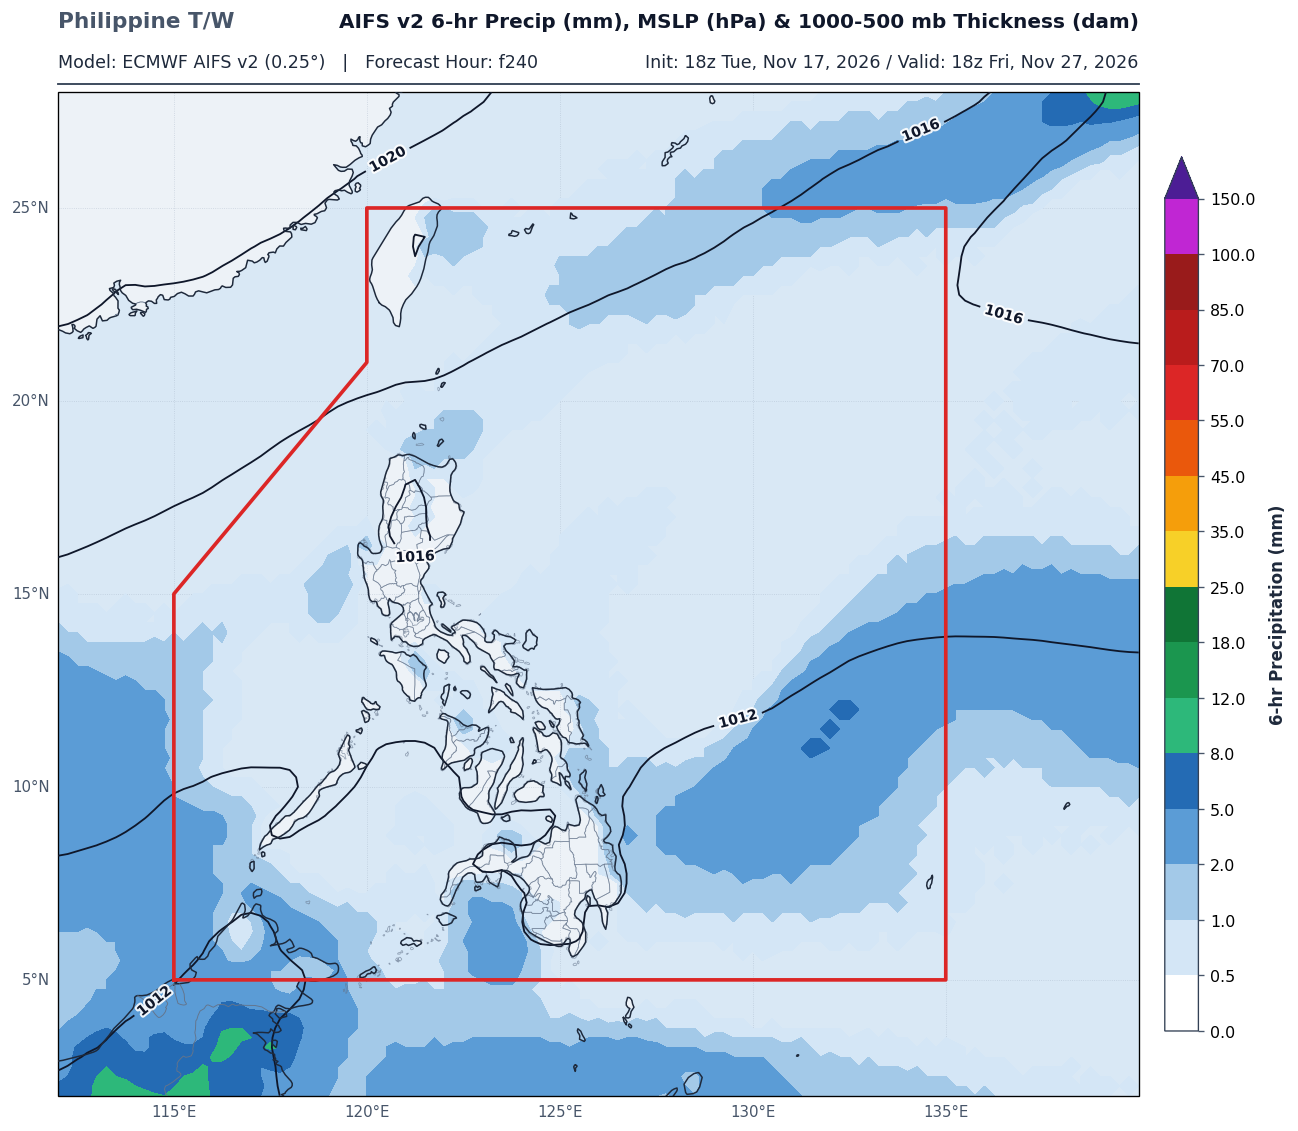 Philippine T/W
AIFS v2 6-hr Precip (mm), MSLP (hPa) & 1000-500 mb Thickness (dam)
Model: ECMWF AIFS v2 (0.25°)   |   Forecast Hour: f240
Init: 18z Tue, Nov 17, 2026 / Valid: 18z Fri, Nov 27, 2026
1020
1016
1016
1016
1012
1012
25°N
20°N
15°N
10°N
5°N
115°E
120°E
125°E
130°E
135°E
150.0
100.0
85.0
70.0
55.0
45.0
35.0
25.0
18.0
12.0
8.0
5.0
2.0
1.0
0.5
0.0
6-hr Precipitation (mm)